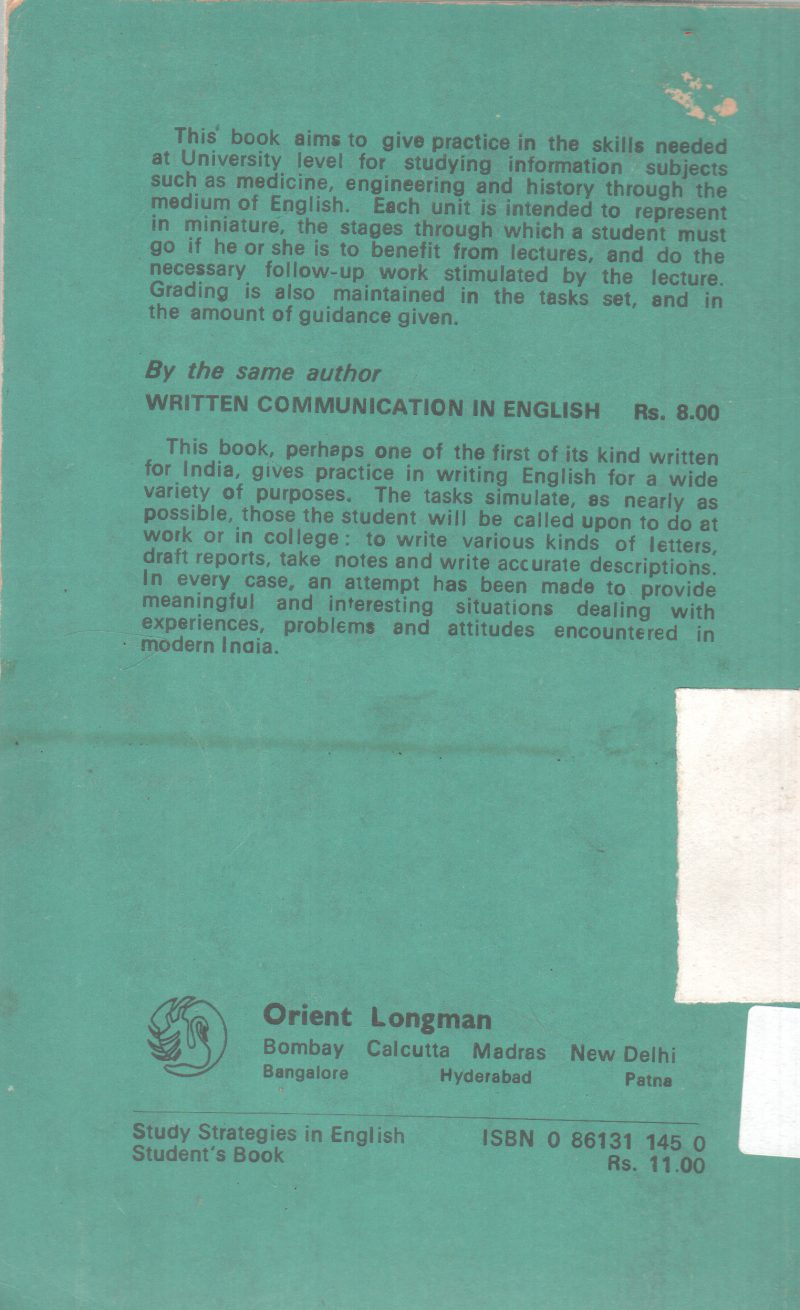 This book aims to give practice in the skills needed
at University level for studying information subjects
such as medicine, engineering and history through the
medium of English. Each unit is intended to represent
in miniature, the stages through which a student must
go if he or she is to benefit from lectures, and do the
necessary follow-up work stimulated by the lecture.
Grading is also maintained in the tasks set, and in
the amount of guidance given.
By the same author
WRITTEN COMMUNICATION IN ENGLISH Rs. 8.00
This book, perhaps one of the first of its kind written
for India, gives practice in writing English for a wide
variety of purposes. The tasks simulate, as nearly as
possible, those the student will be called upon to do at
work or in college : to write various kinds of letters,
draft reports, take notes and write accurate descriptions.
In every case, an attempt has been made to provide
meaningful and interesting situations dealing with
experiences, problems and attitudes encountered in
modern India.
Orient Longman
Bombay Calcutta Madras New Delhi
Bangalore Hyderabad Patna
Study Strategies in English ISBN 0 86131 145 0
Student's Book Rs. 11.00